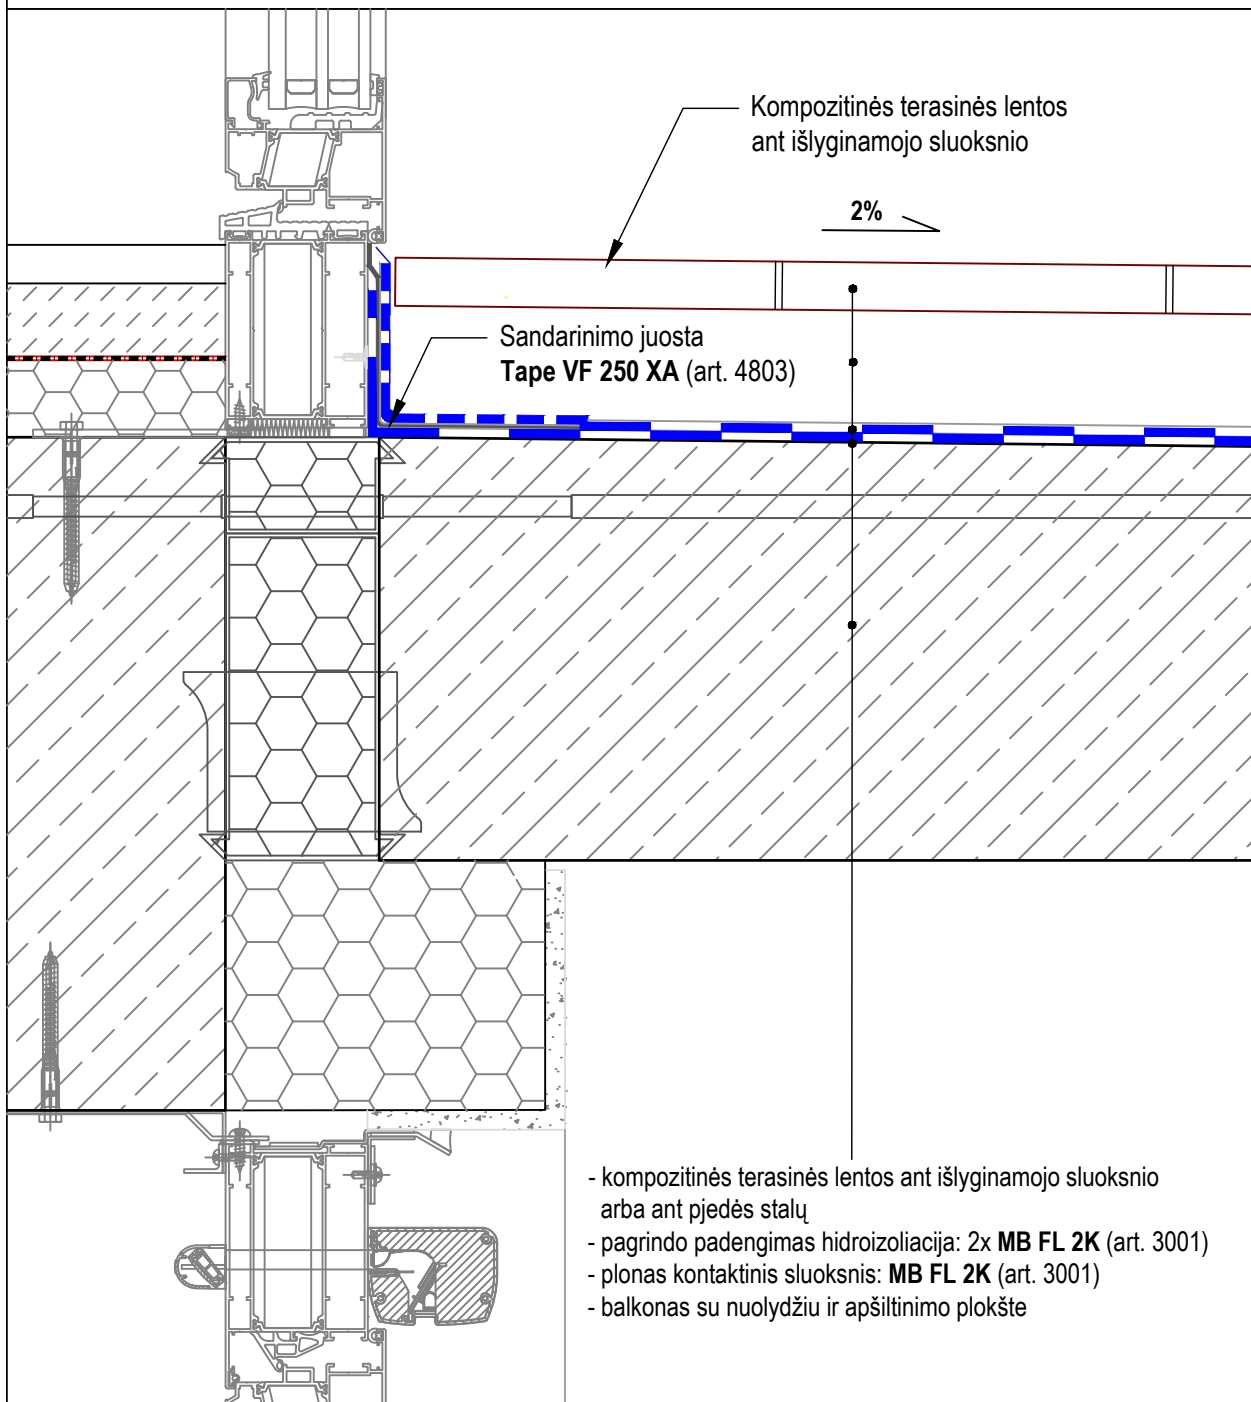 Kompozitinės terasinės lentos
ant išlyginamojo sluoksnio
2%
Sandarinimo juosta
Tape VF 250 XA (art. 4803)
- kompozitinės terasinės lentos ant išlyginamojo sluoksnio
arba ant pjedės stalų
- pagrindo padengimas hidroizoliacija: 2x MB FL 2K (art. 3001)
- plonas kontaktinis sluoksnis: MB FL 2K (art. 3001)
- balkonas su nuolydžiu ir apšiltinimo plokšte